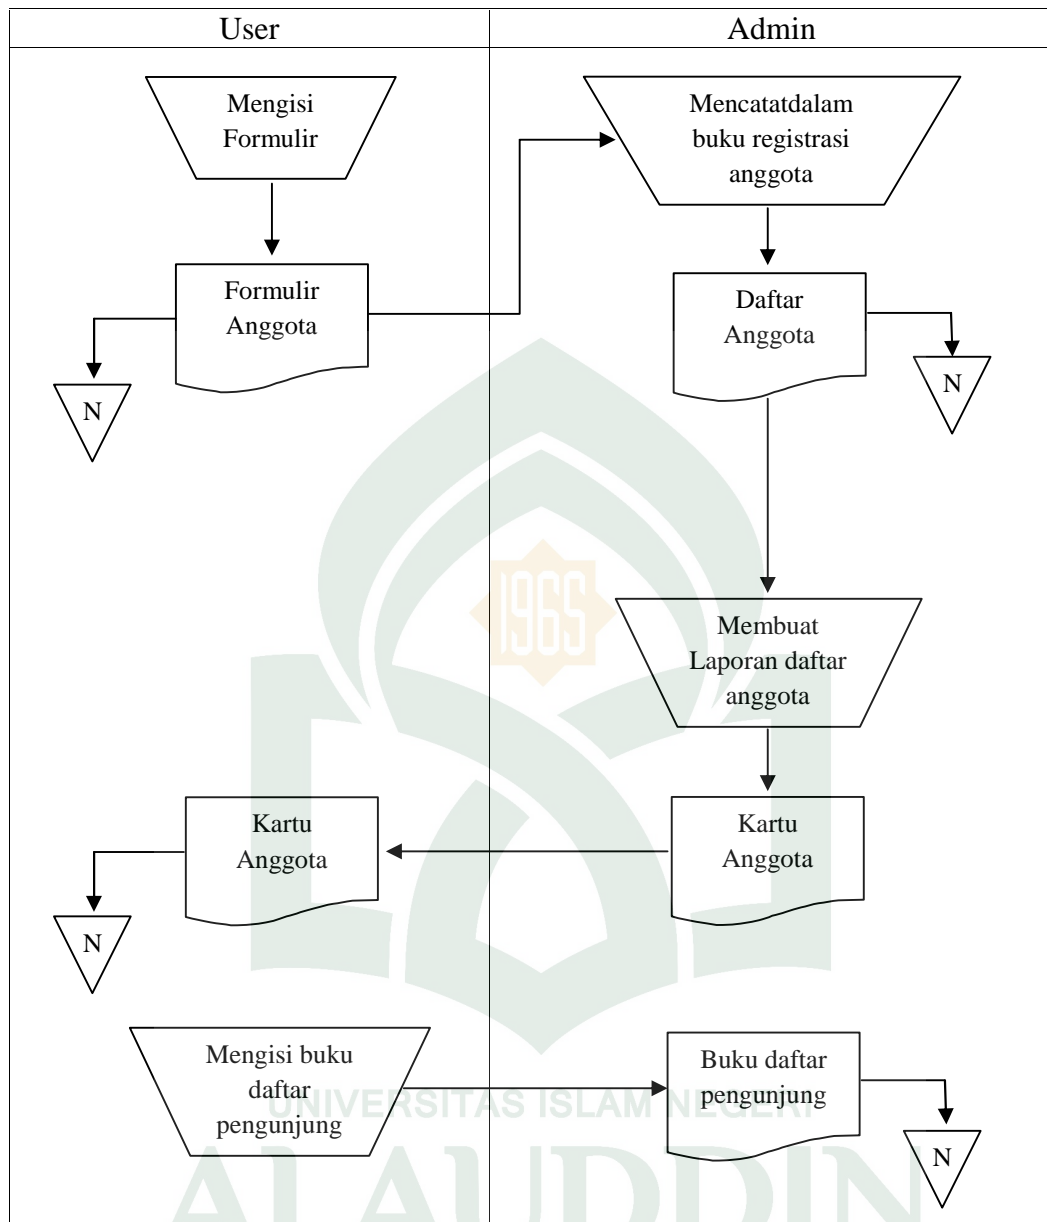 User
Admin
Mengisi
Formulir
Mencatatdalam
buku registrasi
anggota
Formulir
Anggota
N
Daftar
Anggota
N
1965
Membuat
Laporan daftar
anggota
Kartu
Anggota
Kartu
Anggota
N
Mengisi buku
daftar
pengunjung
Buku daftar
pengunjung
N
UNIVERSITAS ISLAM NEGERI
ALAUDDIN